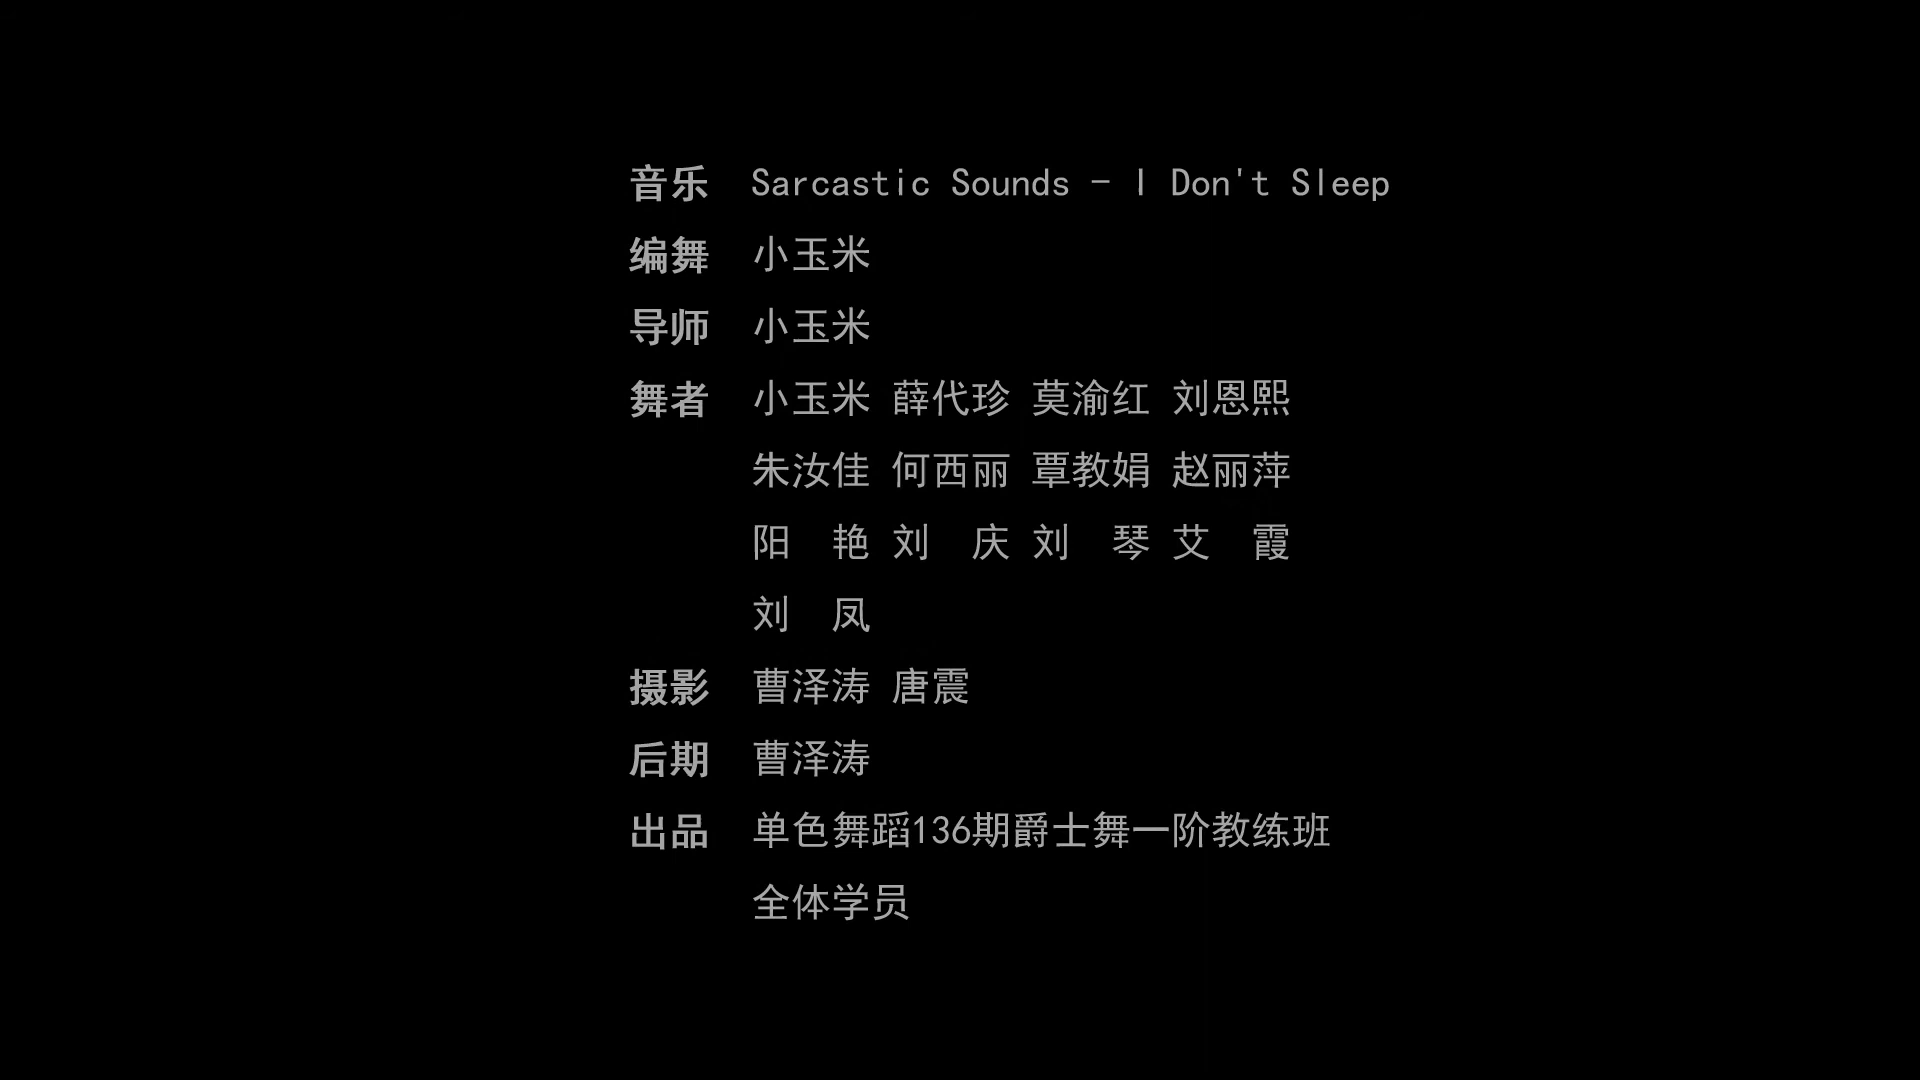 音乐 Sarcastic Sounds - I Don't Sleep
编舞 小玉米
导师 小玉米
舞者 小玉米 薛代珍 莫渝红 刘恩熙
朱汝佳 何西丽 覃教娟 赵丽萍
阳　艳 刘　庆 刘　琴 艾　霞
刘　凤
摄影 曹泽涛 唐震
后期 曹泽涛
出品 单色舞蹈136期爵士舞一阶教练班
全体学员